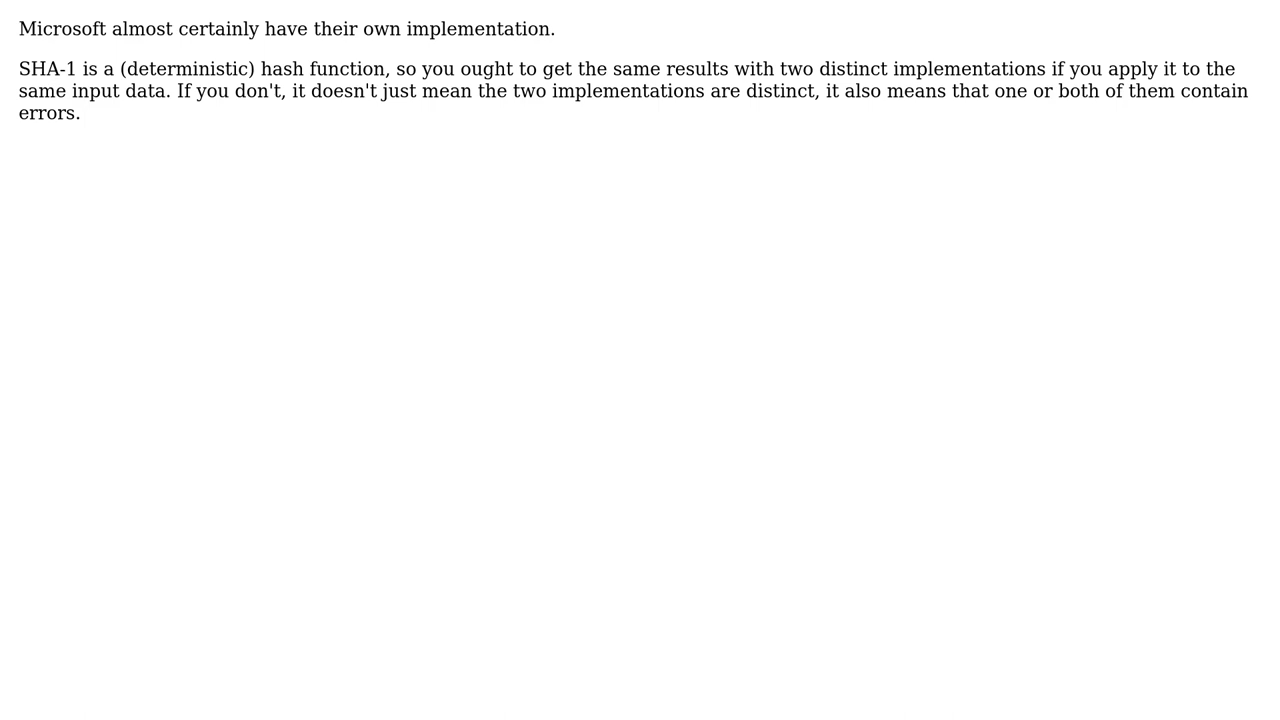 Microsoft almost certainly have their own implementation.
SHA-1 is a (deterministic) hash function, so you ought to get the same results with two distinct implementations if you apply it to the
same input data. If you don't, it doesn't just mean the two implementations are distinct, it also means that one or both of them contain
errors.